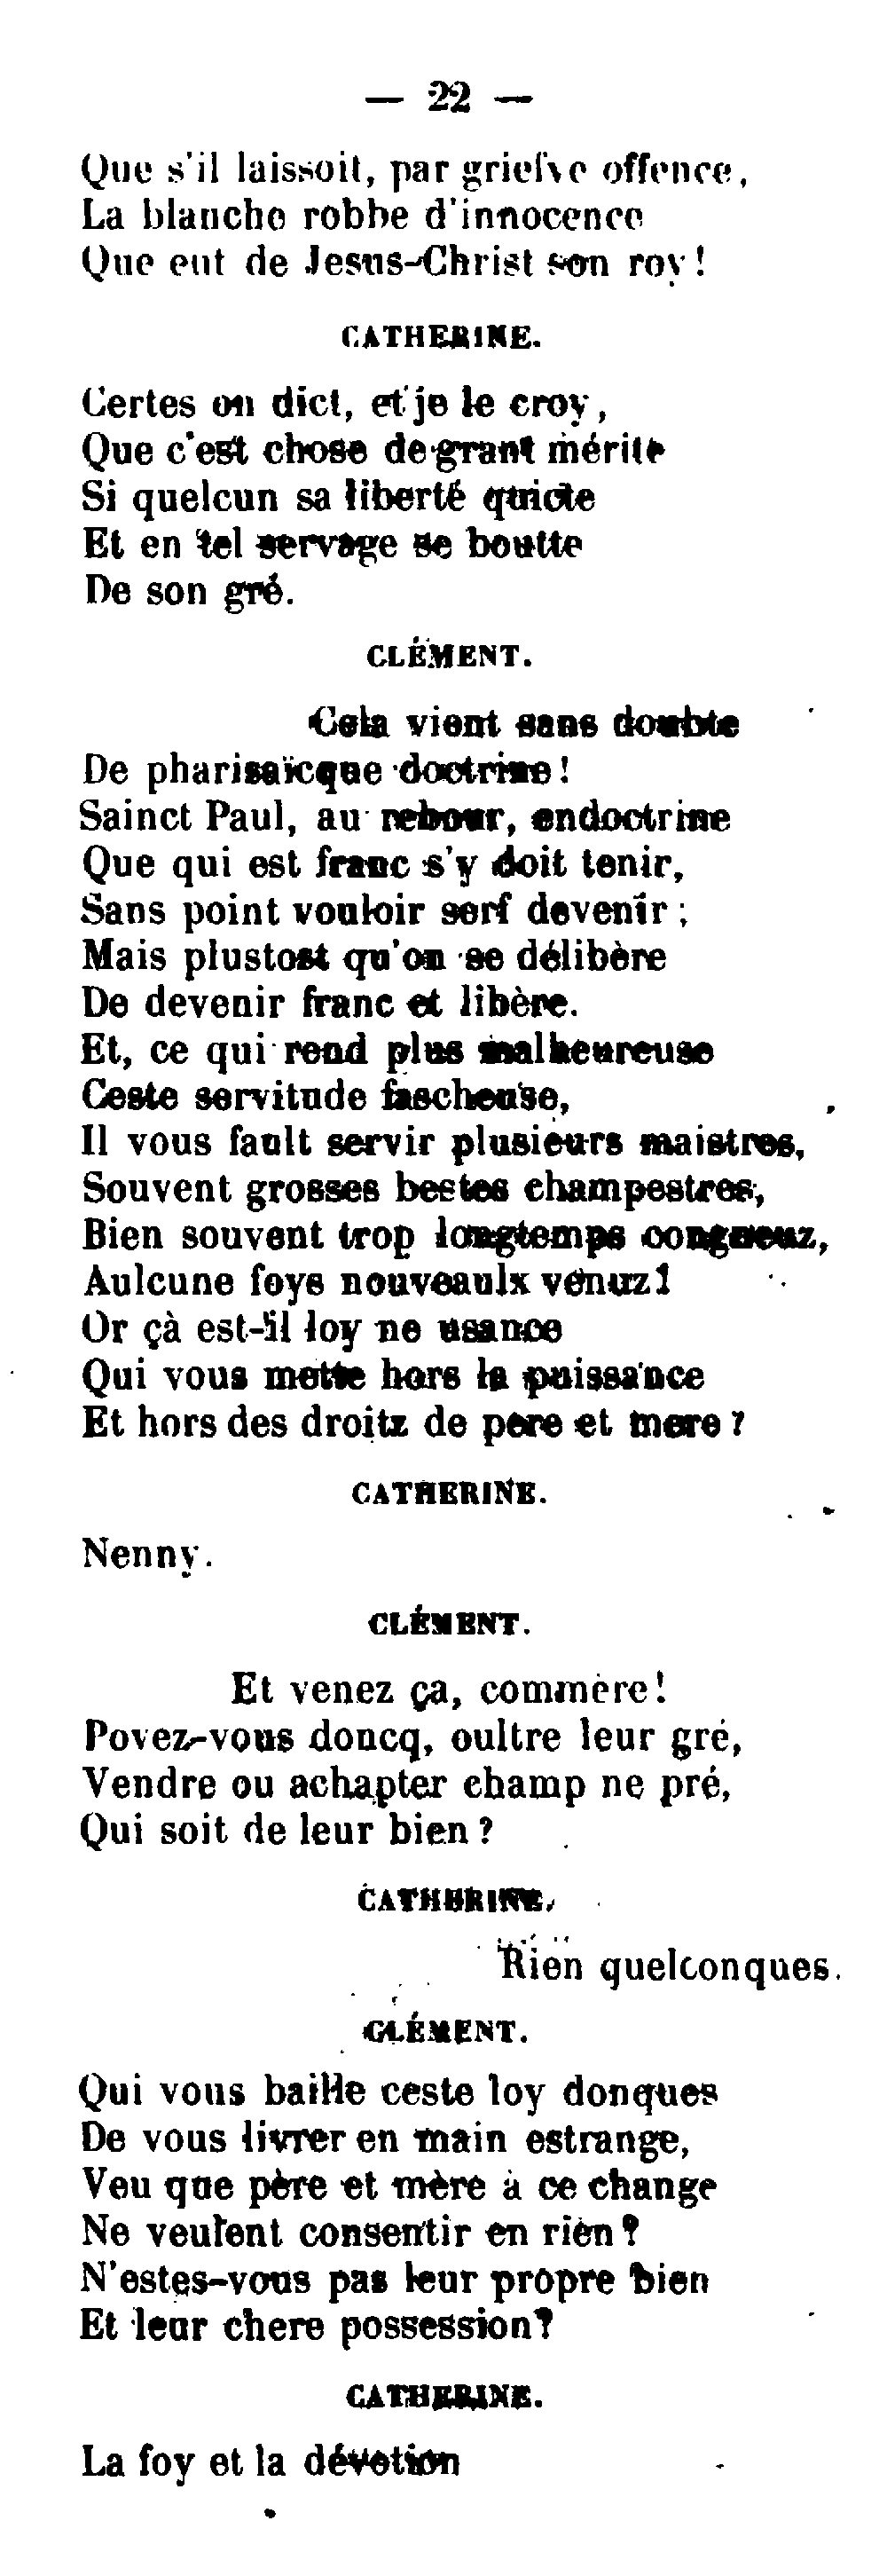 — 22 —
Que s'il laissoit, par griefve offence,
La blanche robbe d'innocence
Que eut de Jesus-Christ son roy!
CATHERINE.
Certes on dict, et je le croy,
Que c'est chose de grant mérite
Si quelcun sa liberté quicte
Et en tel servage se boutte
De son gré.
CLÉMENT.
Cela vient sans doubte
De pharisaïcque doctrine!
Sainct Paul, au rebour, endoctrine
Que qui est franc s'y doit tenir,
Sans point vouloir serf devenir;
Mais plustost qu'on se délibère
De devenir franc et libère.
Et, ce qui rend plus malheureuse
Ceste servitude fascheuse,
Il vous fault servir plusieurs maistres,
Souvent grosses bestes champestres,
Bien souvent trop longtemps congneuz,
Aulcune foys nouveaulx venuz!
Or çà est-il loy ne usance
Qui vous mette hors la puissance
Et hors des droitz de pere et mere?
CATHERINE.
Nenny.
CLÉMENT.
Et venez ça, commère!
Povez-vous doncq, oultre leur gré,
Vendre ou achapter champ ne pré,
Qui soit de leur bien?
CATHERINE.
Rien quelconques.
CLÉMENT.
Qui vous baille ceste loy donques
De vous livrer en main estrange,
Veu que père et mère à ce change
Ne veulent consentir en rien?
N'estes-vous pas leur propre bien
Et leur chere possession?
CATHERINE.
La foy et la dévotion